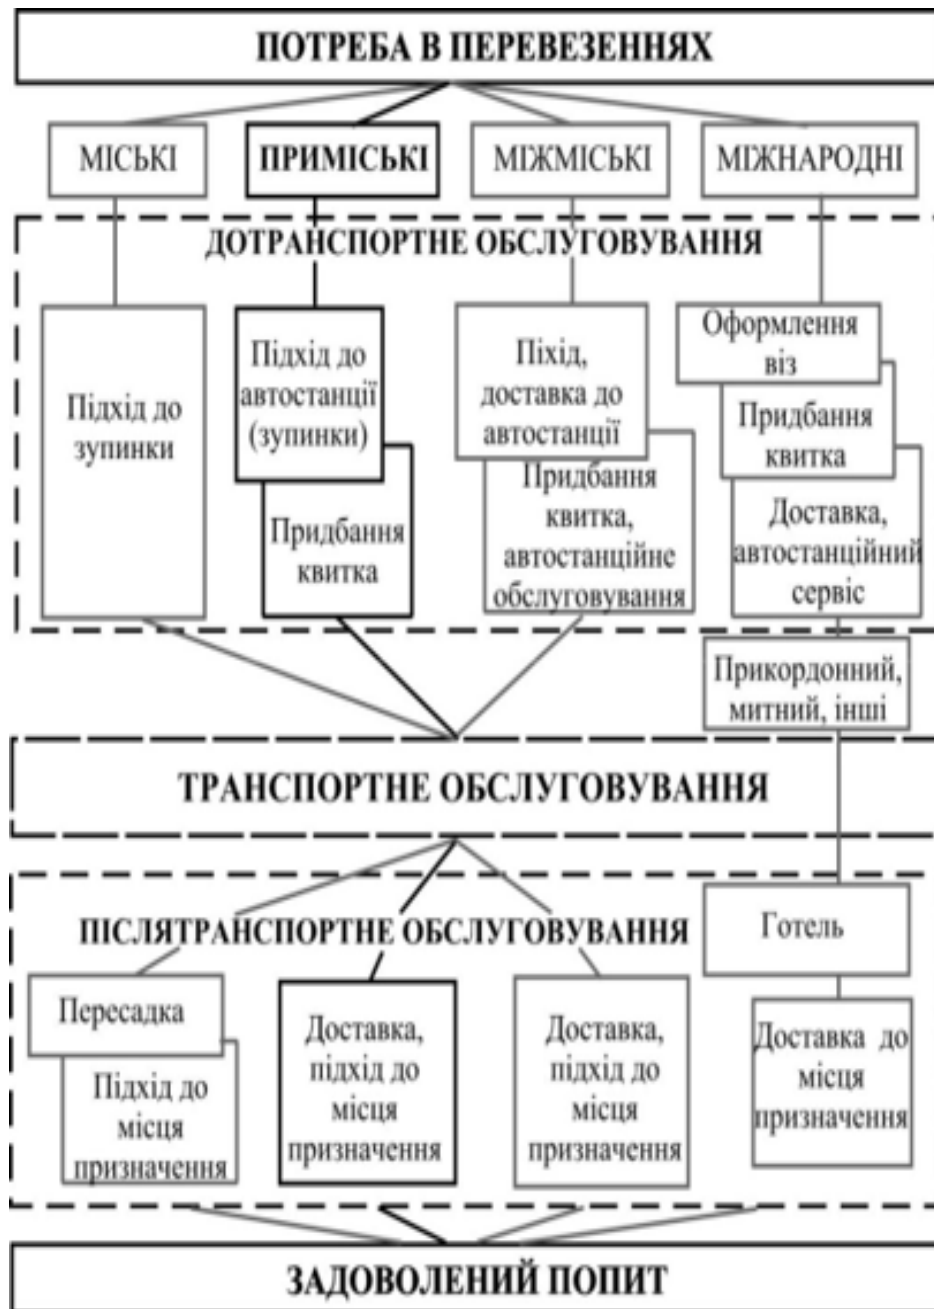 ПОТРЕБА В ПЕРЕВЕЗЕННЯХ
МІСЬКІ
ПРИМІСЬКІ
МІЖМІСЬКІ
МІЖНАРОДНІ
ДОТРАНСПОРТНЕ ОБСЛУГОВУВАННЯ
Підхід до
зупинки
Підхід до
автостанції
(зупинки)
Придбання
квитка
Піхід,
доставка до
автостанції
Придбання
квитка,
автостанційне
обслуговування
Оформлення
віз
Придбання
квитка
Доставка,
автостанційний
сервіс
Прикордонний,
митний, інші
ТРАНСПОРТНЕ ОБСЛУГОВУВАННЯ
ПІСЛЯТРАНСПОРТНЕ ОБСЛУГОВУВАННЯ
Пересадка
Підхід до
місця
призначення
Доставка,
підхід до
місця
призначення
Доставка,
підхід до
місця
призначення
Готель
Доставка до
місця
призначення
ЗАДОВОЛЕНИЙ ПОПИТ